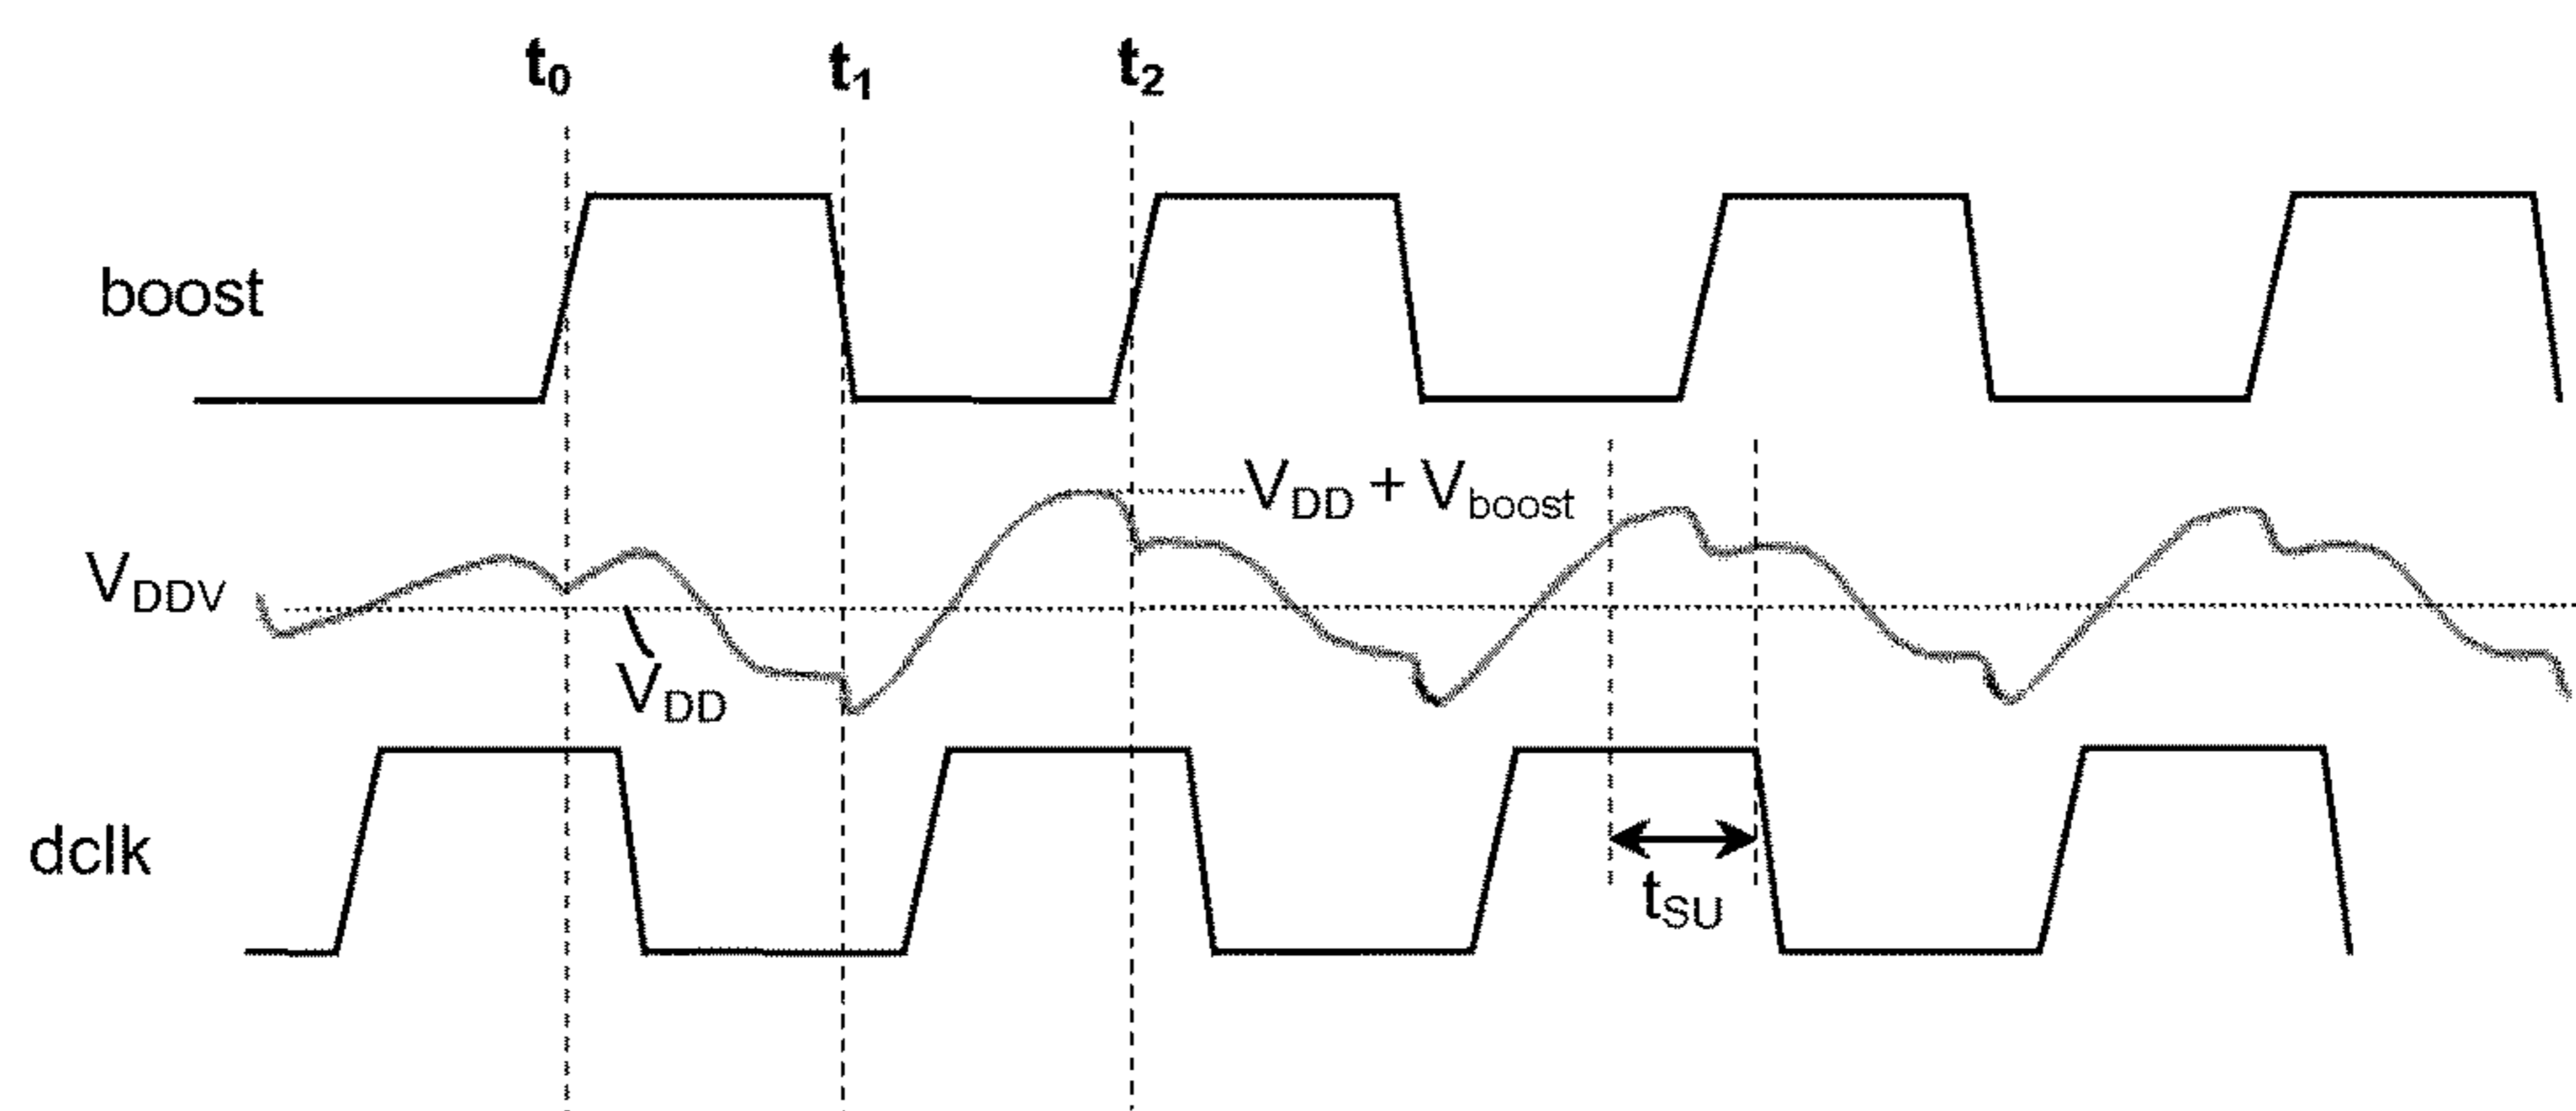 t0 t1 t2
boost
VDD + Vboost
VDDV
VDD
dclk
tSU